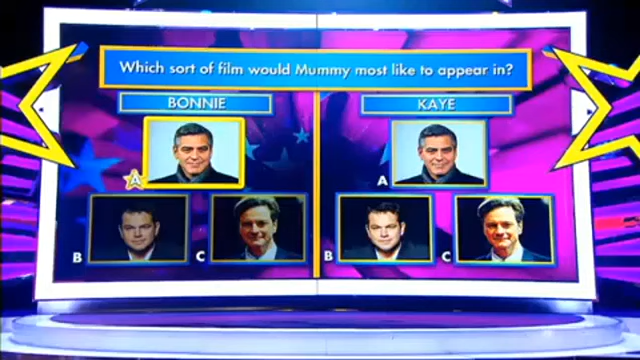 Which sort of film would Mummy most like to appear in?
BONNIE
KAYE
A
A
B
C
B
C